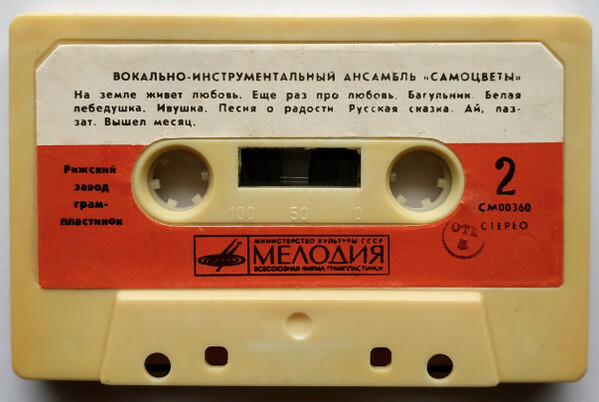 ВОКАЛЬНО-ИНСТРУМЕНТАЛЬНЫЙ АНСАМБЛЬ «САМОЦВЕТЫ»
На земле живет любовь. Еще раз про любовь. Багульник. Белая
лебедушка. Ивушка. Песня о радости. Русская сказка. Ай, лаз-
зат. Вышел месяц.
Рижский
завод
грам-
пластинок
100 50 0
2
СМ00360
СТЕРЕО
ОТК
5
МИНИСТЕРСТВО КУЛЬТУРЫ СССР
МЕЛОДИЯ
ВСЕСОЮЗНАЯ ФИРМА ГРАМПЛАСТИНОК